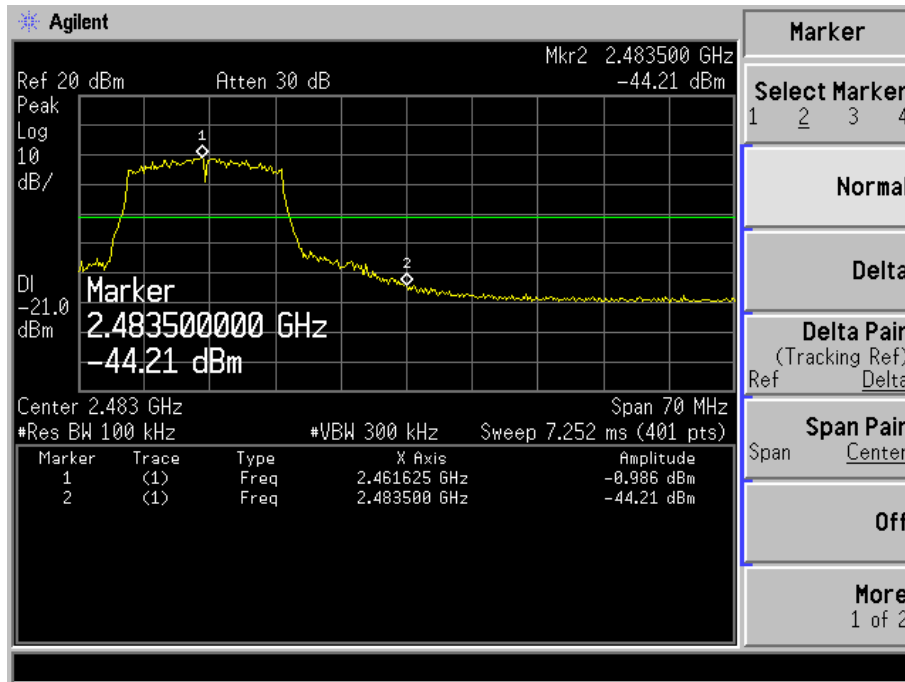 Agilent
Mkr2 2.483500 GHz
Ref 20 dBm Atten 30 dB -44.21 dBm
Peak
Log
10
dB/
1
2
DI
-21.0
dBm
Marker
2.483500000 GHz
-44.21 dBm
Center 2.483 GHz Span 70 MHz
#Res BW 100 kHz #VBW 300 kHz Sweep 7.252 ms (401 pts)
Marker Trace Type X Axis Amplitude
1 (1) Freq 2.461625 GHz -0.986 dBm
2 (1) Freq 2.483500 GHz -44.21 dBm
Marker
Select Marker
1 2 3 4
Normal
Delta
Delta Pair
(Tracking Ref)
Ref Delta
Span Pair
Span Center
Off
More
1 of 2